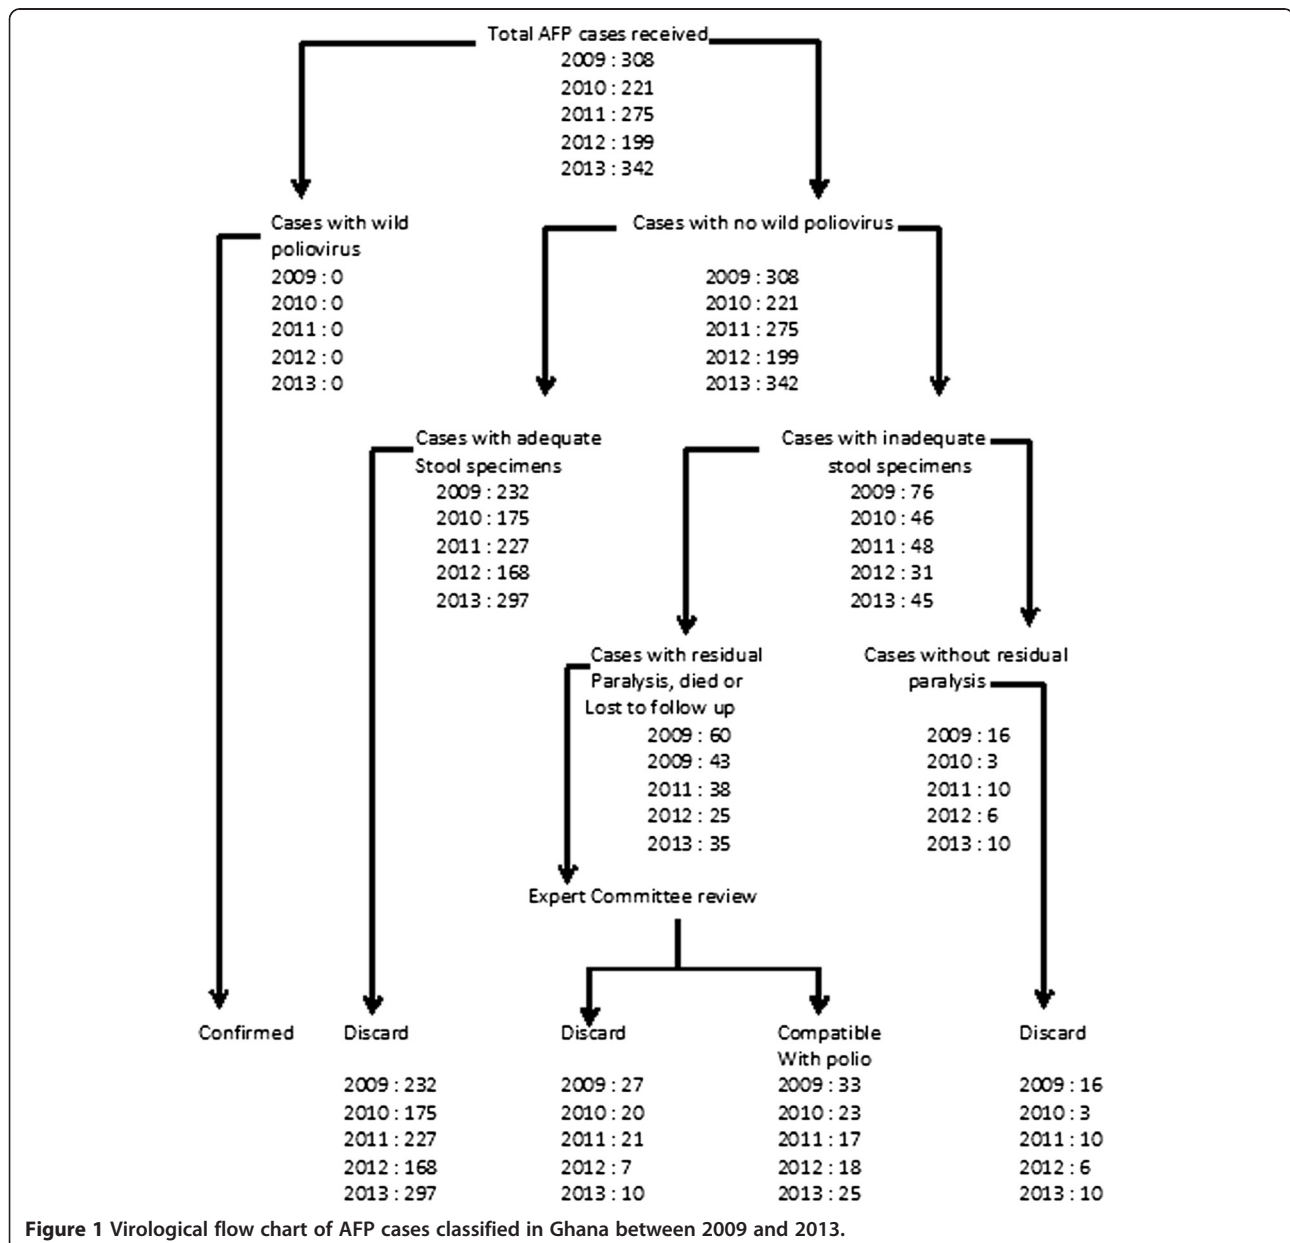 Total AFP cases received
2009 : 308
2010 : 221
2011 : 275
2012 : 199
2013 : 342
Cases with wild
poliovirus
2009 : 0
2010 : 0
2011 : 0
2012 : 0
2013 : 0
Cases with no wild poliovirus
2009 : 308
2010 : 221
2011 : 275
2012 : 199
2013 : 342
Cases with adequate
Stool specimens
2009 : 232
2010 : 175
2011 : 227
2012 : 168
2013 : 297
Cases with inadequate
stool specimens
2009 : 76
2010 : 46
2011 : 48
2012 : 31
2013 : 45
Cases with residual
Paralysis, died or
Lost to follow up
2009 : 60
2009 : 43
2011 : 38
2012 : 25
2013 : 35
Cases without residual
paralysis
2009 : 16
2010 : 3
2011 : 10
2012 : 6
2013 : 10
Expert Committee review
Confirmed
Discard
2009 : 232
2010 : 175
2011 : 227
2012 : 168
2013 : 297
Discard
2009 : 27
2010 : 20
2011 : 21
2012 : 7
2013 : 10
Compatible
With polio
2009 : 33
2010 : 23
2011 : 17
2012 : 18
2013 : 25
Discard
2009 : 16
2010 : 3
2011 : 10
2012 : 6
2013 : 10
Figure 1 Virological flow chart of AFP cases classified in Ghana between 2009 and 2013.